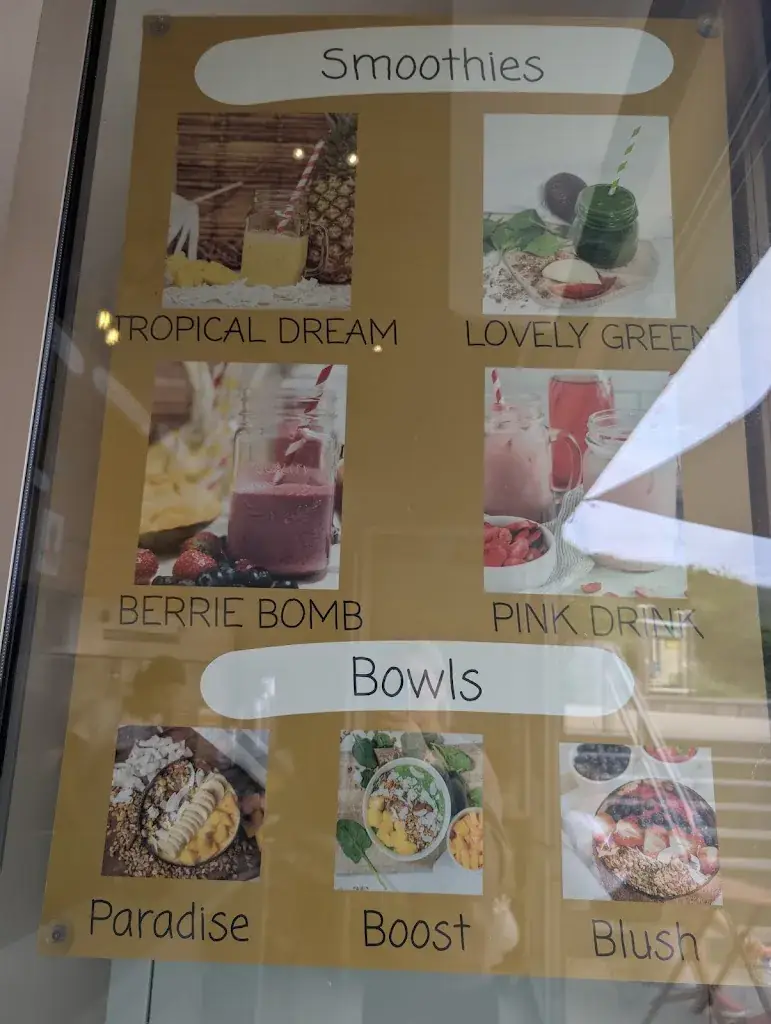 Smoothies
TROPICAL DREAM LOVELY GREEN
BERRIE BOMB PINK DRINK
Bowls
Paradise Boost Blush